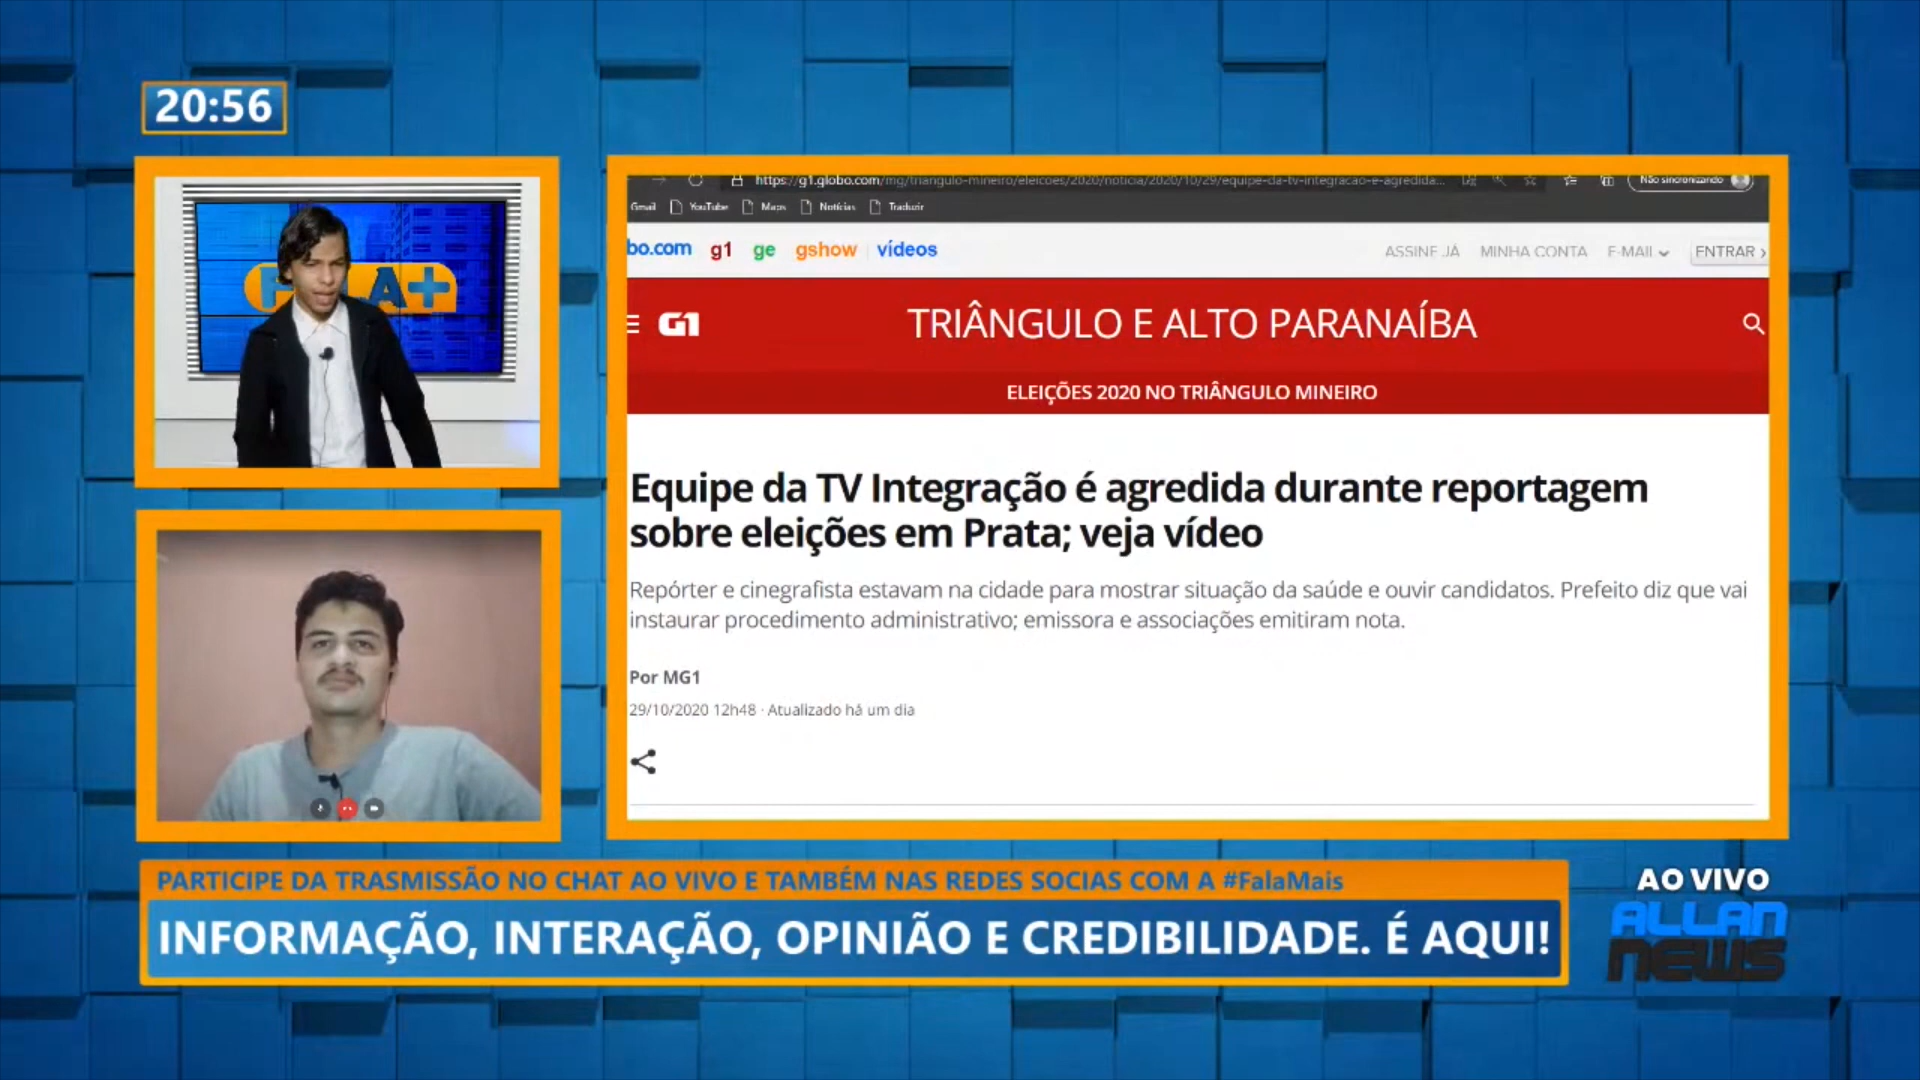 20:56
F LA+
https://g1.globo.com/mg/triangulo-mineiro/eleicoes/2020/noticia/2020/10/29/equipe-da-tv-integracao-e-agredida...
Não sincronizando
Gmail YouTube Maps Notícias Traduzir
bo.com g1 ge gshow vídeos
ASSINE JÁ MINHA CONTA E-MAIL ENTRAR
G1 TRIÂNGULO E ALTO PARANAÍBA
ELEIÇÕES 2020 NO TRIÂNGULO MINEIRO
Equipe da TV Integração é agredida durante reportagem
sobre eleições em Prata; veja vídeo
Repórter e cinegrafista estavam na cidade para mostrar situação da saúde e ouvir candidatos. Prefeito diz que vai
instaurar procedimento administrativo; emissora e associações emitiram nota.
Por MG1
29/10/2020 12h48 · Atualizado há um dia
PARTICIPE DA TRASMISSÃO NO CHAT AO VIVO E TAMBÉM NAS REDES SOCIAS COM A #FalaMais
INFORMAÇÃO, INTERAÇÃO, OPINIÃO E CREDIBILIDADE. É AQUI!
AO VIVO
ALLAN
NEWS